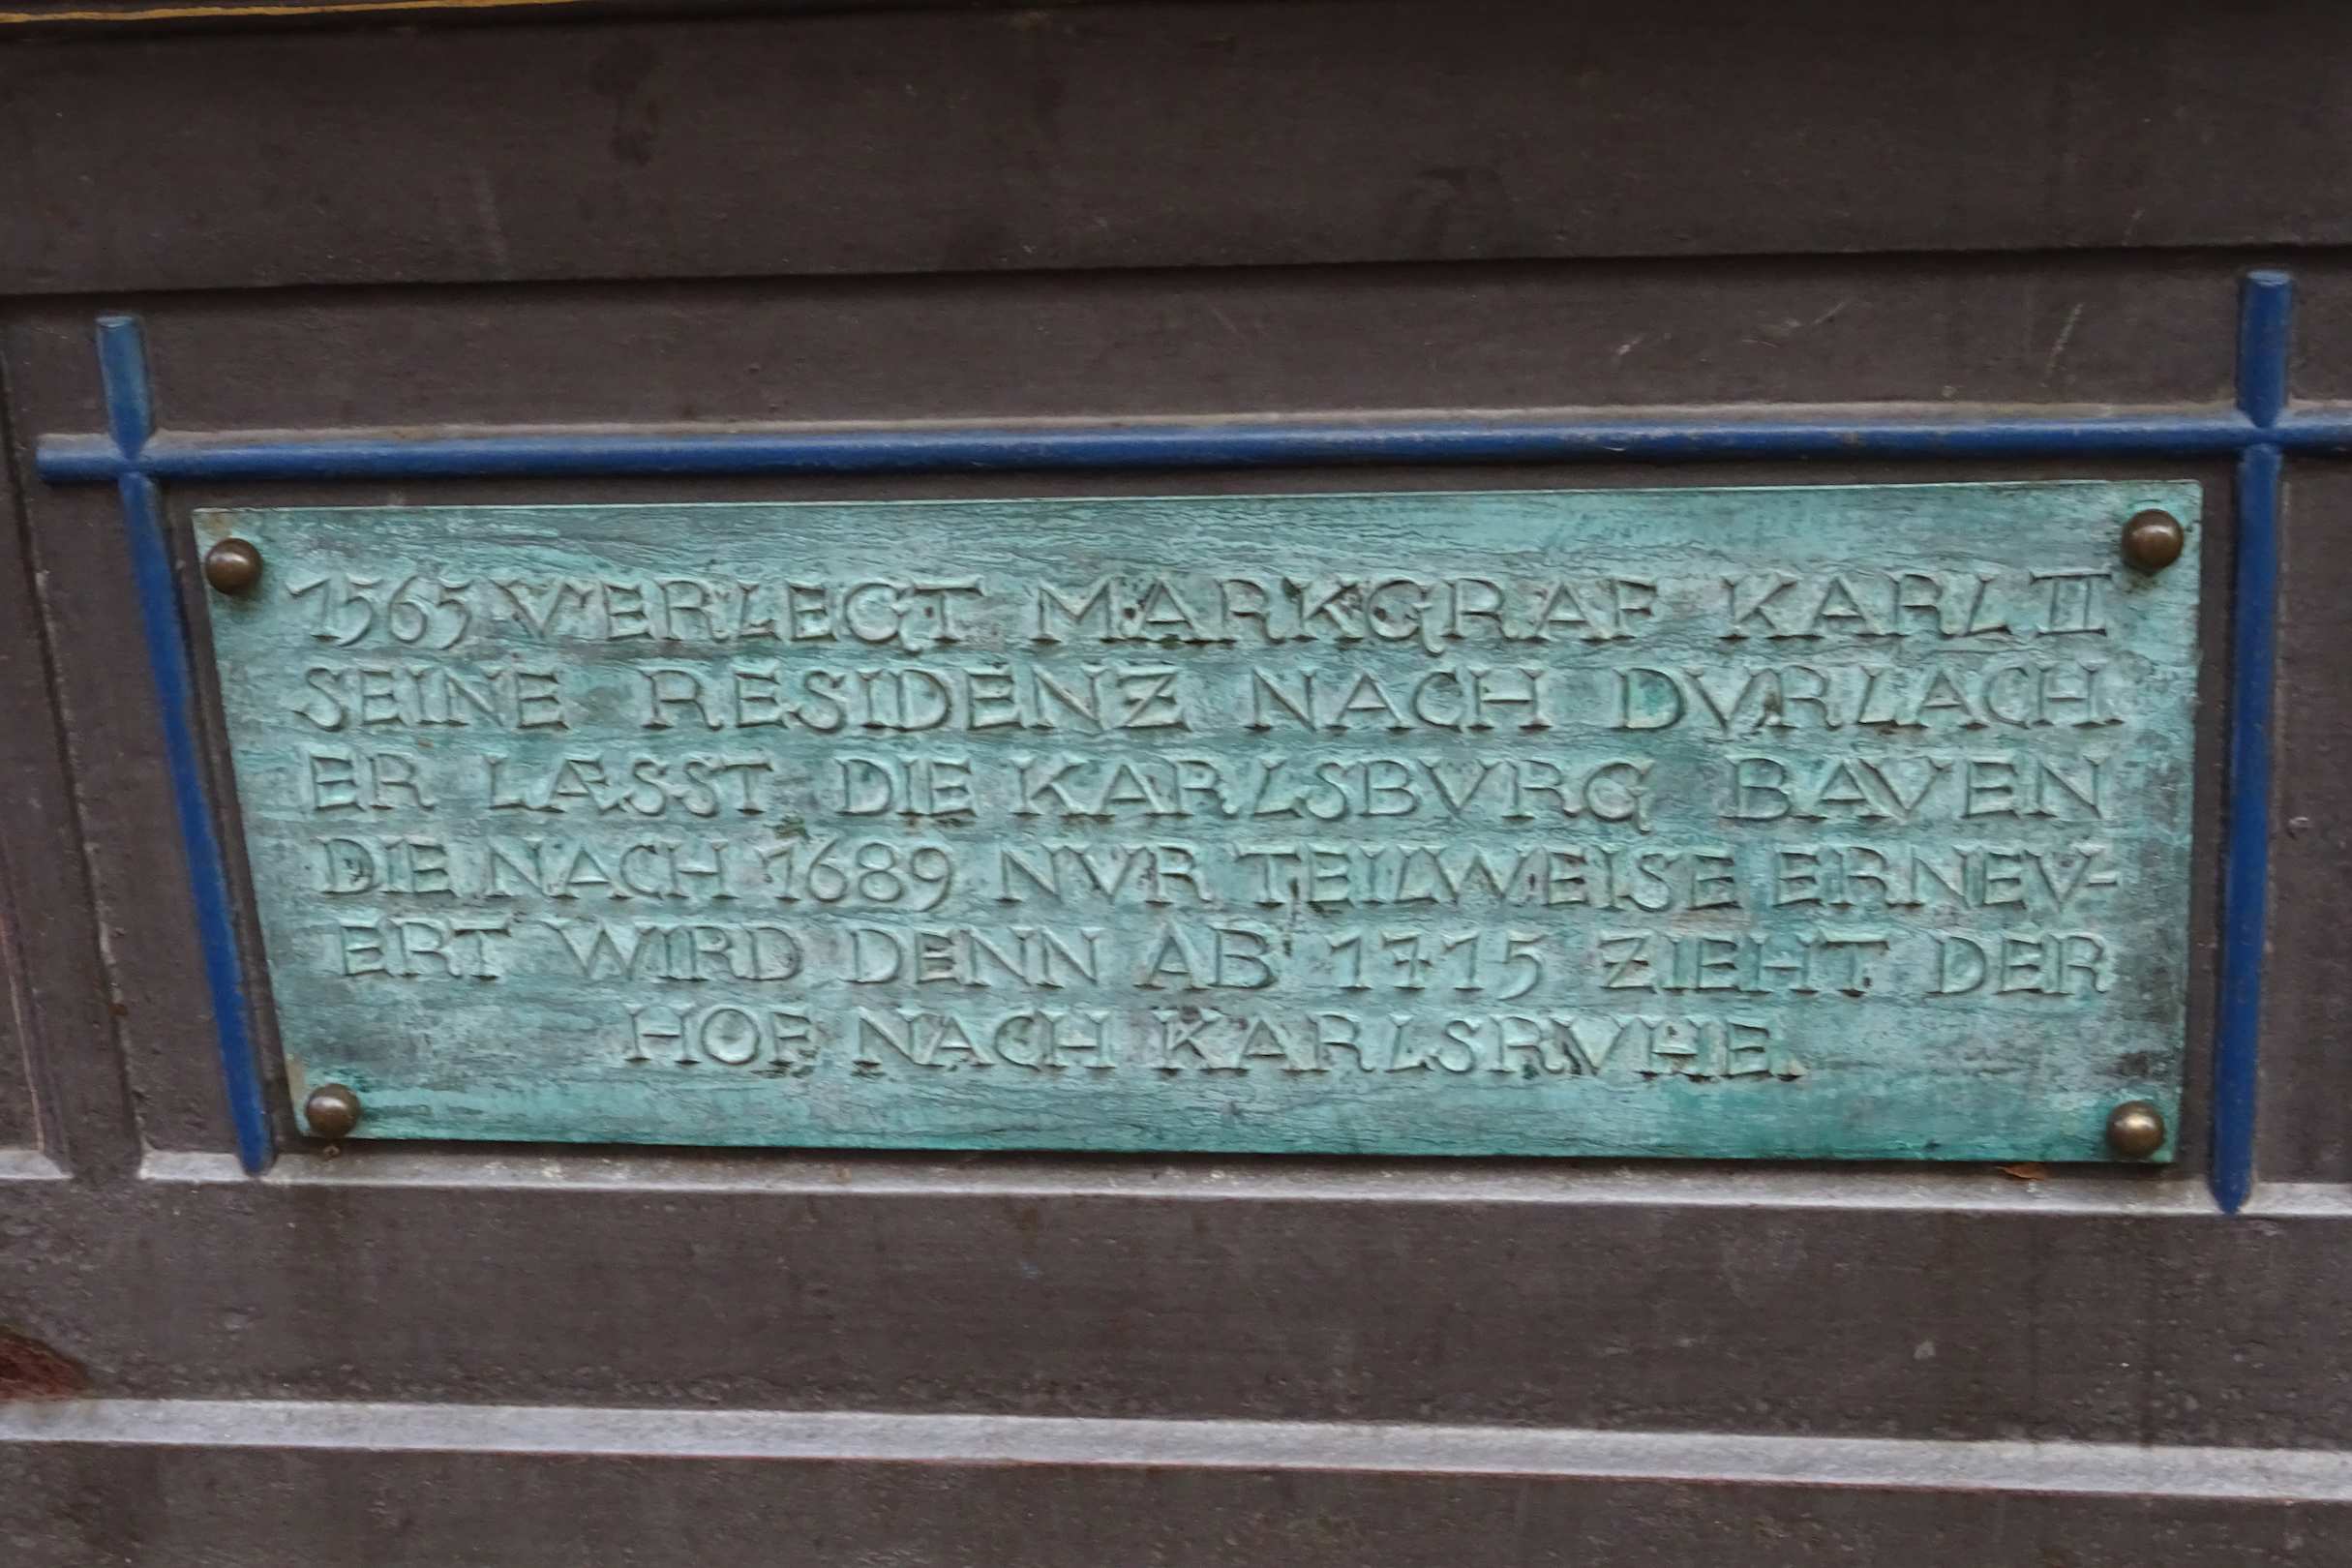 1565 VERLEGT MARKGRAF KARL II
SEINE RESIDENZ NACH DVRLACH.
ER LÆSST DIE KARLSBVRG BAVEN
DIE NACH 1689 NVR TEILWEISE ERNEV-
ERT WIRD DENN AB 1715 ZIEHT DER
HOF NACH KARLSRVHE.